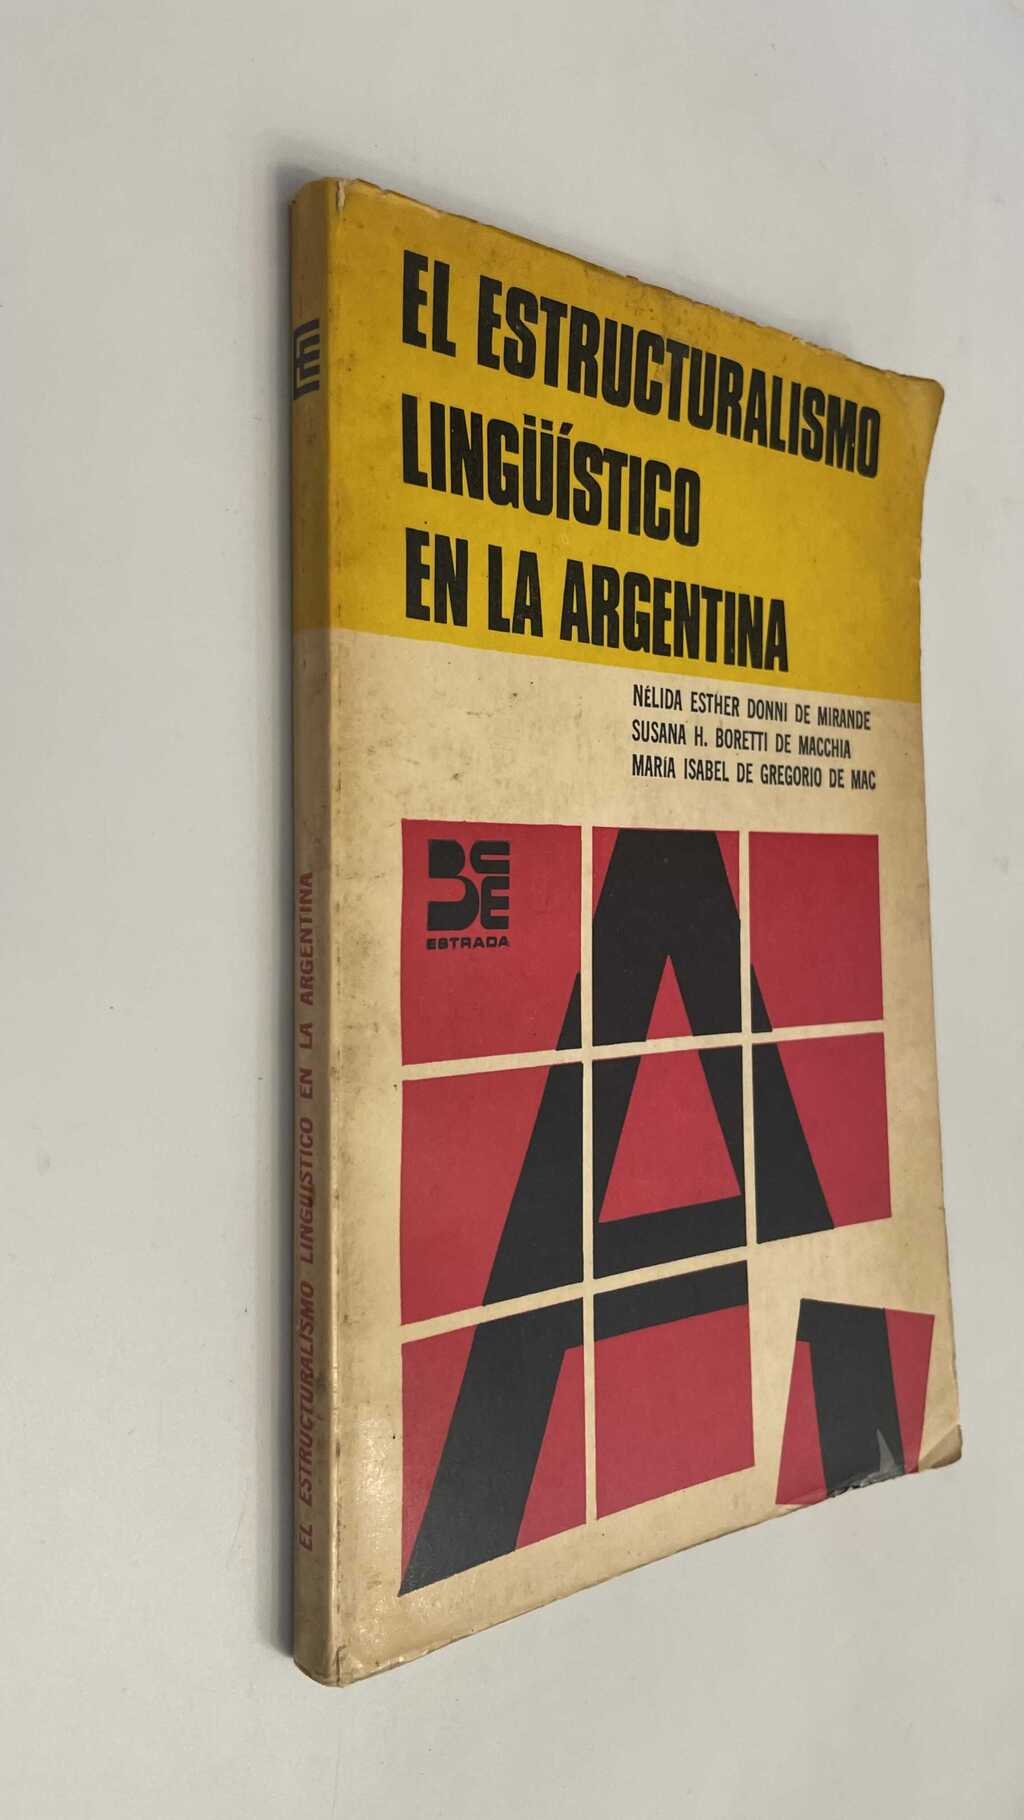 EL ESTRUCTURALISMO
LINGÜÍSTICO
EN LA ARGENTINA
NÉLIDA ESTHER DONNI DE MIRANDE
SUSANA H. BORETTI DE MACCHIA
MARÍA ISABEL DE GREGORIO DE MAC
ESTRADA
EL ESTRUCTURALISMO LINGÜISTICO EN LA ARGENTINA